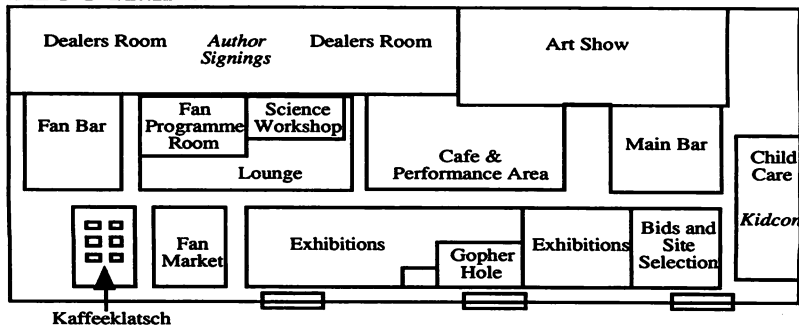 Dealers Room
Author
Signings
Dealers Room
Art Show
Fan Bar
Fan
Programme
Room
Science
Workshop
Lounge
Cafe &
Performance Area
Main Bar
Child
Care
Kidcon
Fan
Market
Exhibitions
Gopher
Hole
Exhibitions
Bids and
Site
Selection
Kaffeeklatsch